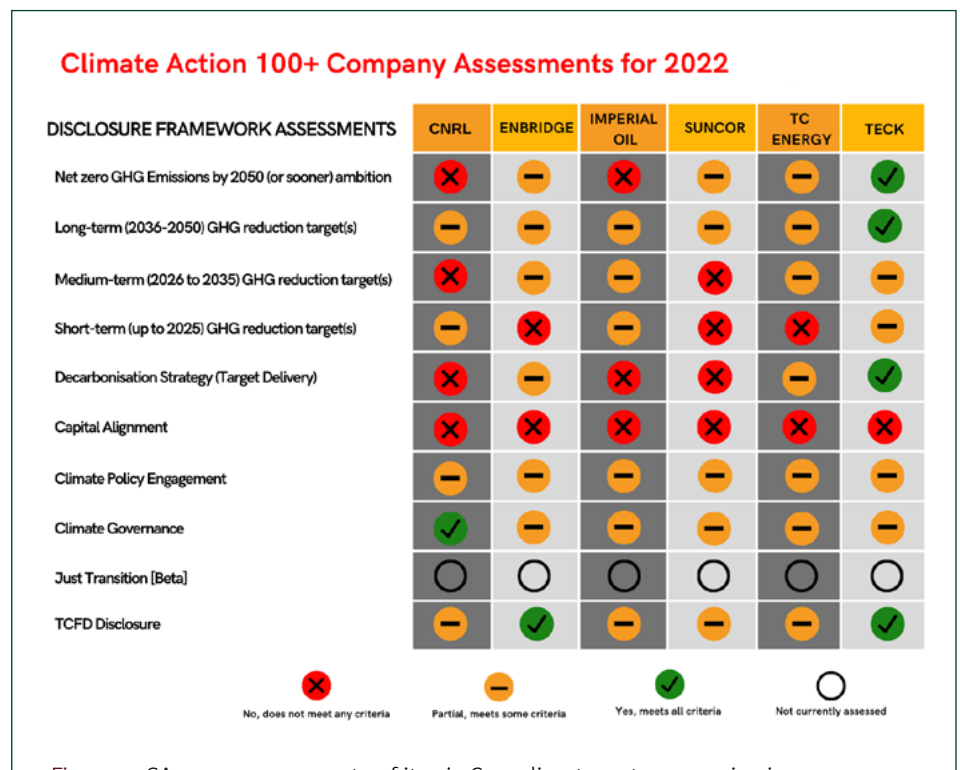 Climate Action 100+ Company Assessments for 2022
DISCLOSURE FRAMEWORK ASSESSMENTS
CNRL
ENBRIDGE
IMPERIAL OIL
SUNCOR
TC ENERGY
TECK
Net zero GHG Emissions by 2050 (or sooner) ambition
Long-term (2036-2050) GHG reduction target(s)
Medium-term (2026 to 2035) GHG reduction target(s)
Short-term (up to 2025) GHG reduction target(s)
Decarbonisation Strategy (Target Delivery)
Capital Alignment
Climate Policy Engagement
Climate Governance
Just Transition [Beta]
TCFD Disclosure
No, does not meet any criteria
Partial, meets some criteria
Yes, meets all criteria
Not currently assessed